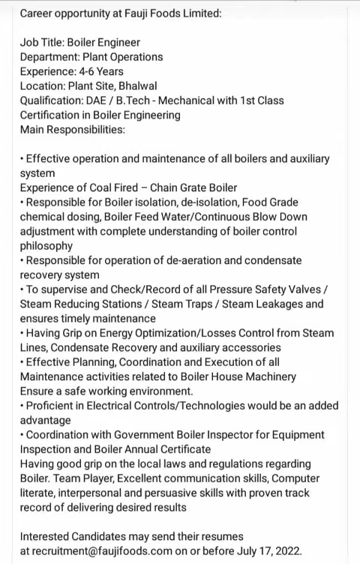 Career opportunity at Fauji Foods Limited:
Job Title: Boiler Engineer
Department: Plant Operations
Experience: 4-6 Years
Location: Plant Site, Bhalwal
Qualification: DAE / B.Tech - Mechanical with 1st Class
Certification in Boiler Engineering
Main Responsibilities:
• Effective operation and maintenance of all boilers and auxiliary
system
Experience of Coal Fired – Chain Grate Boiler
• Responsible for Boiler isolation, de-isolation, Food Grade
chemical dosing, Boiler Feed Water/Continuous Blow Down
adjustment with complete understanding of boiler control
philosophy
• Responsible for operation of de-aeration and condensate
recovery system
• To supervise and Check/Record of all Pressure Safety Valves /
Steam Reducing Stations / Steam Traps / Steam Leakages and
ensures timely maintenance
• Having Grip on Energy Optimization/Losses Control from Steam
Lines, Condensate Recovery and auxiliary accessories
• Effective Planning, Coordination and Execution of all
Maintenance activities related to Boiler House Machinery
Ensure a safe working environment.
• Proficient in Electrical Controls/Technologies would be an added
advantage
• Coordination with Government Boiler Inspector for Equipment
Inspection and Boiler Annual Certificate
Having good grip on the local laws and regulations regarding
Boiler. Team Player, Excellent communication skills, Computer
literate, interpersonal and persuasive skills with proven track
record of delivering desired results
Interested Candidates may send their resumes
at recruitment@faujifoods.com on or before July 17, 2022.